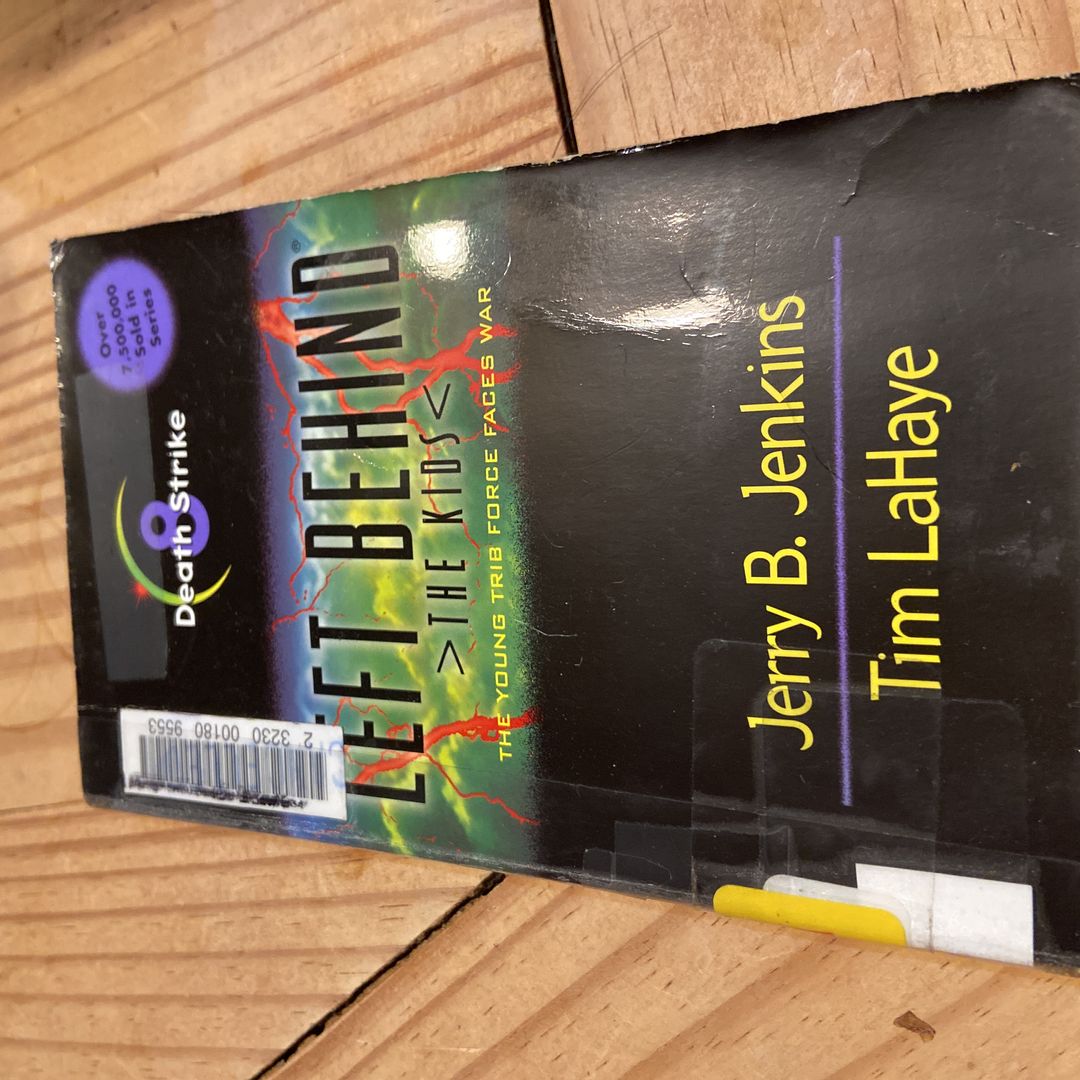 Over
7,500,000
Sold in
Series
8
Death Strike
LEFT BEHIND®
>THE KIDS<
THE YOUNG TRIB FORCE FACES WAR
Jerry B. Jenkins
Tim LaHaye
2 3230 00180 9553